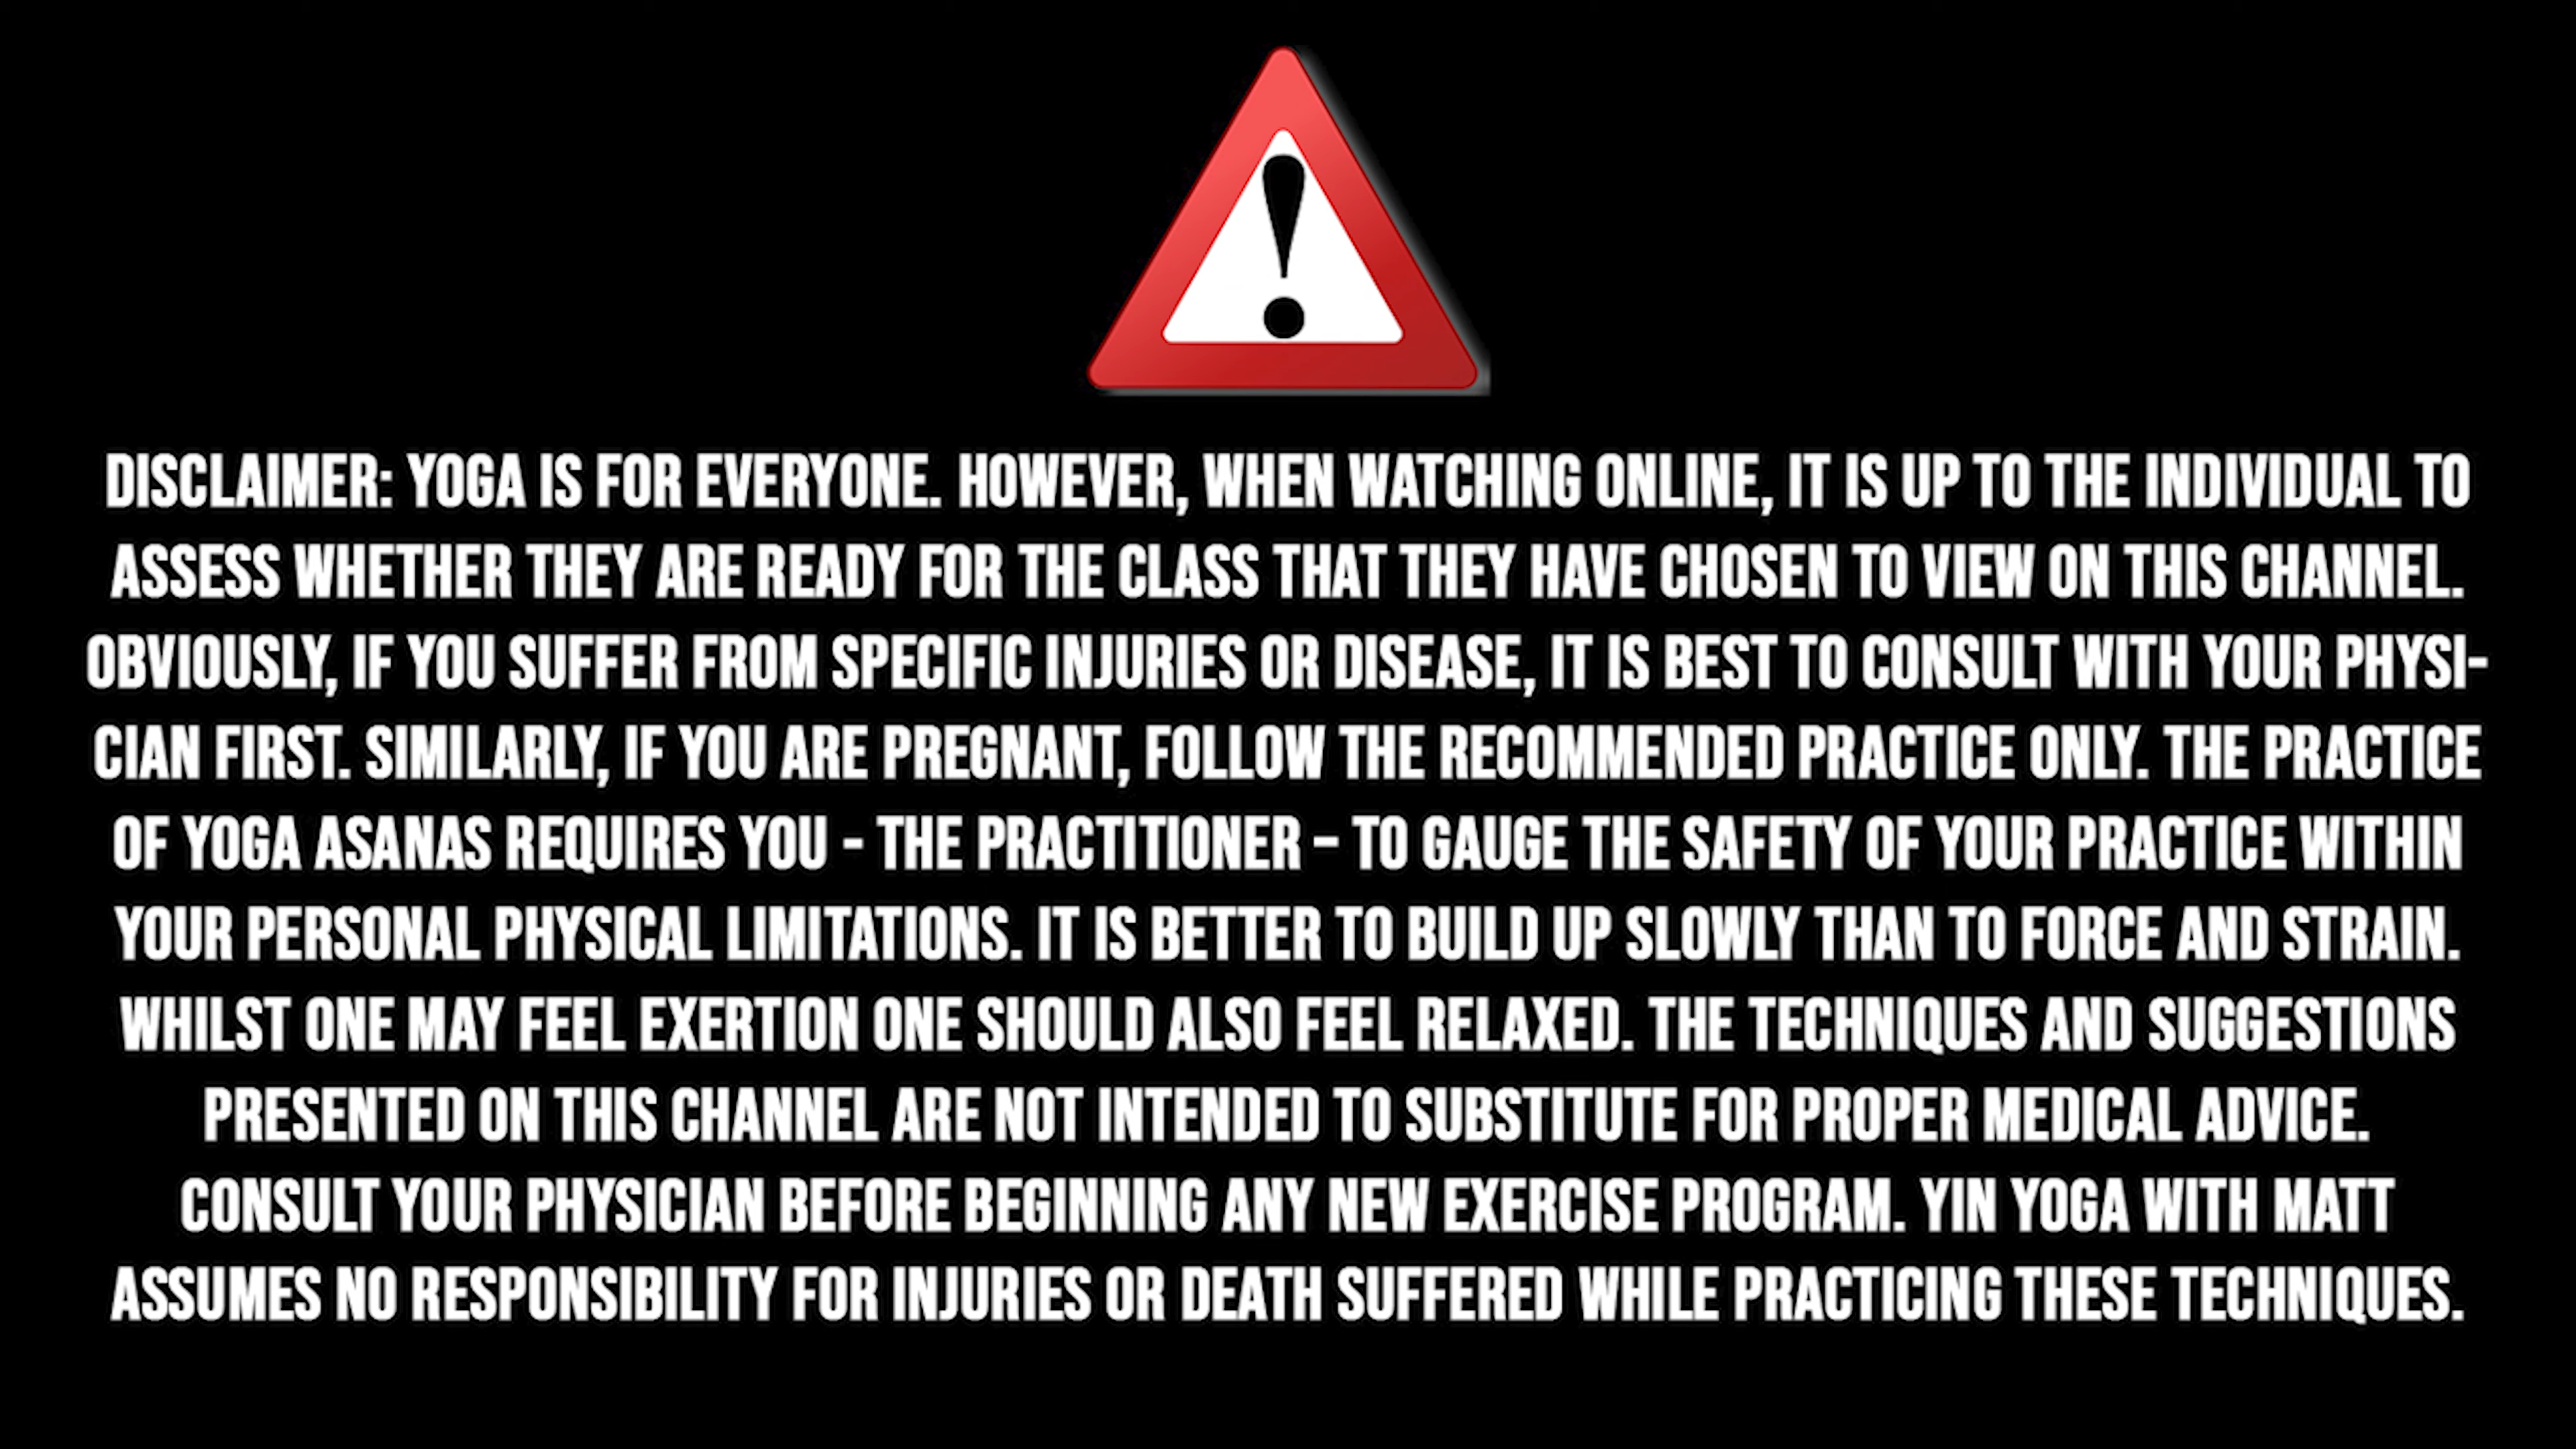 DISCLAIMER: YOGA IS FOR EVERYONE. HOWEVER, WHEN WATCHING ONLINE, IT IS UP TO THE INDIVIDUAL TO
ASSESS WHETHER THEY ARE READY FOR THE CLASS THAT THEY HAVE CHOSEN TO VIEW ON THIS CHANNEL.
OBVIOUSLY, IF YOU SUFFER FROM SPECIFIC INJURIES OR DISEASE, IT IS BEST TO CONSULT WITH YOUR PHYSI-
CIAN FIRST. SIMILARLY, IF YOU ARE PREGNANT, FOLLOW THE RECOMMENDED PRACTICE ONLY. THE PRACTICE
OF YOGA ASANAS REQUIRES YOU - THE PRACTITIONER – TO GAUGE THE SAFETY OF YOUR PRACTICE WITHIN
YOUR PERSONAL PHYSICAL LIMITATIONS. IT IS BETTER TO BUILD UP SLOWLY THAN TO FORCE AND STRAIN.
WHILST ONE MAY FEEL EXERTION ONE SHOULD ALSO FEEL RELAXED. THE TECHNIQUES AND SUGGESTIONS
PRESENTED ON THIS CHANNEL ARE NOT INTENDED TO SUBSTITUTE FOR PROPER MEDICAL ADVICE.
CONSULT YOUR PHYSICIAN BEFORE BEGINNING ANY NEW EXERCISE PROGRAM. YIN YOGA WITH MATT
ASSUMES NO RESPONSIBILITY FOR INJURIES OR DEATH SUFFERED WHILE PRACTICING THESE TECHNIQUES.